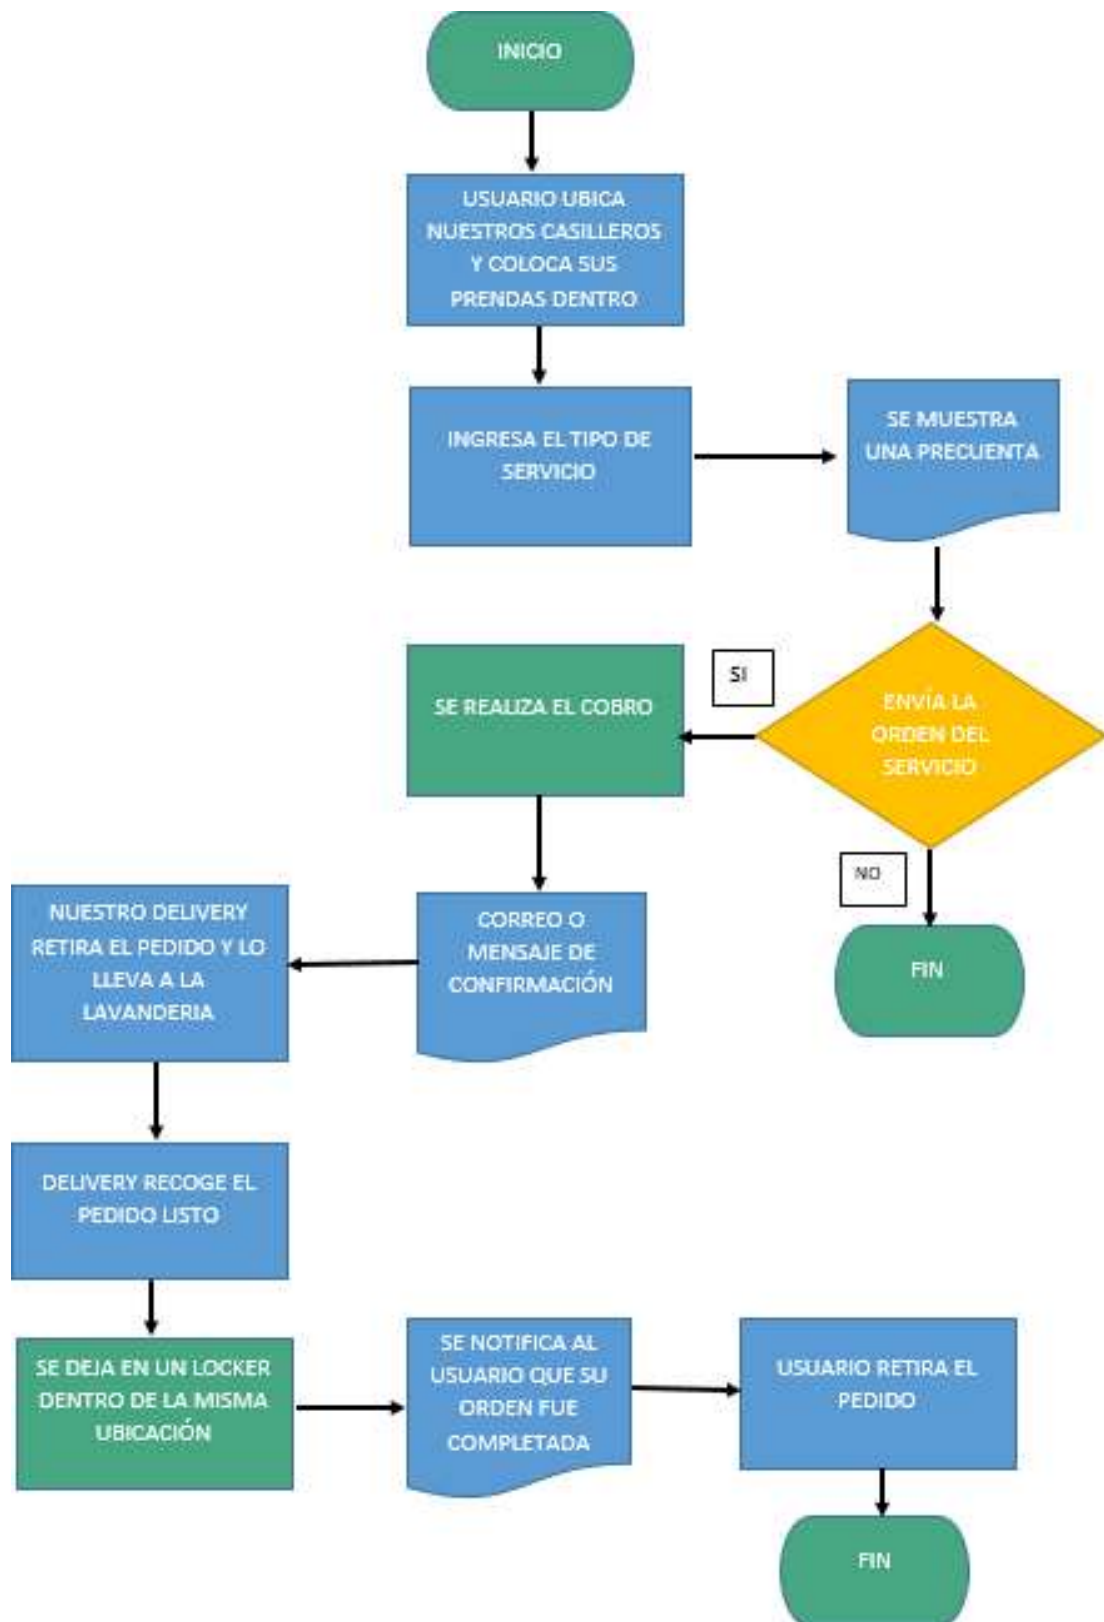 INICIO
USUARIO UBICA
NUESTROS CASILLEROS
Y COLOCA SUS
PRENDAS DENTRO
INGRESA EL TIPO DE
SERVICIO
SE MUESTRA
UNA PRECUENTA
ENVÍA LA
ORDEN DEL
SERVICIO
SI
SE REALIZA EL COBRO
NO
FIN
CORREO O
MENSAJE DE
CONFIRMACIÓN
NUESTRO DELIVERY
RETIRA EL PEDIDO Y LO
LLEVA A LA
LAVANDERIA
DELIVERY RECOGE EL
PEDIDO LISTO
SE DEJA EN UN LOCKER
DENTRO DE LA MISMA
UBICACIÓN
SE NOTIFICA AL
USUARIO QUE SU
ORDEN FUE
COMPLETADA
USUARIO RETIRA EL
PEDIDO
FIN